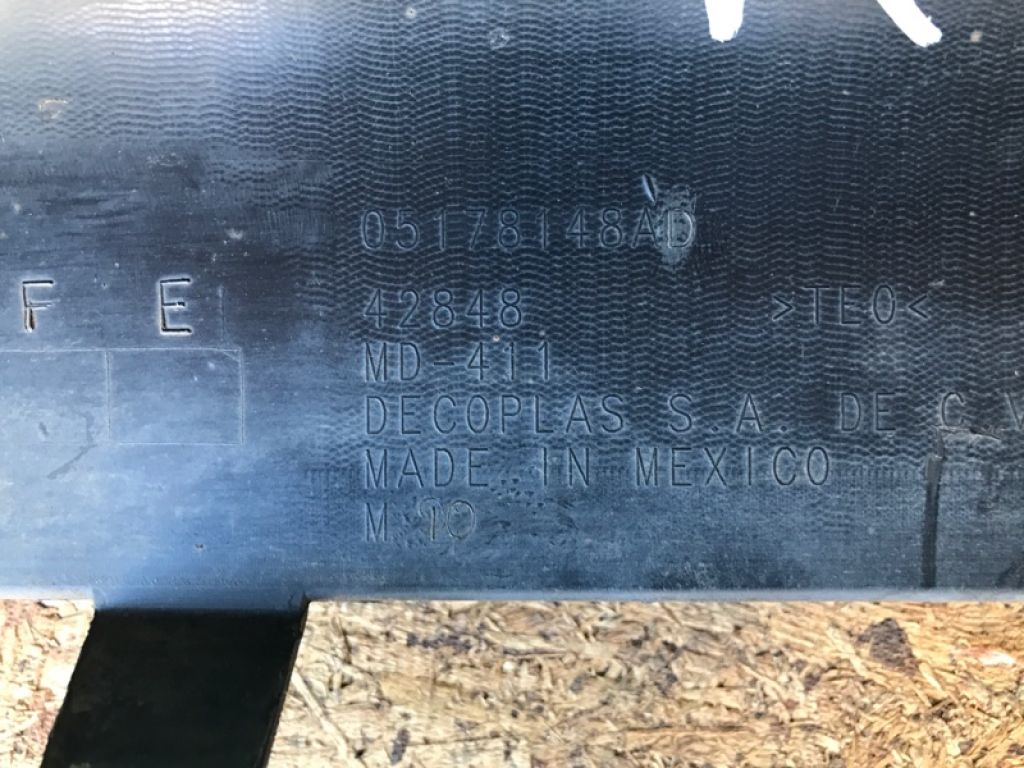 05178148AD
F E
42848 >TEO<
MD-411
DECOPLAS S.A. DE C.V
MADE IN MEXICO
M 10